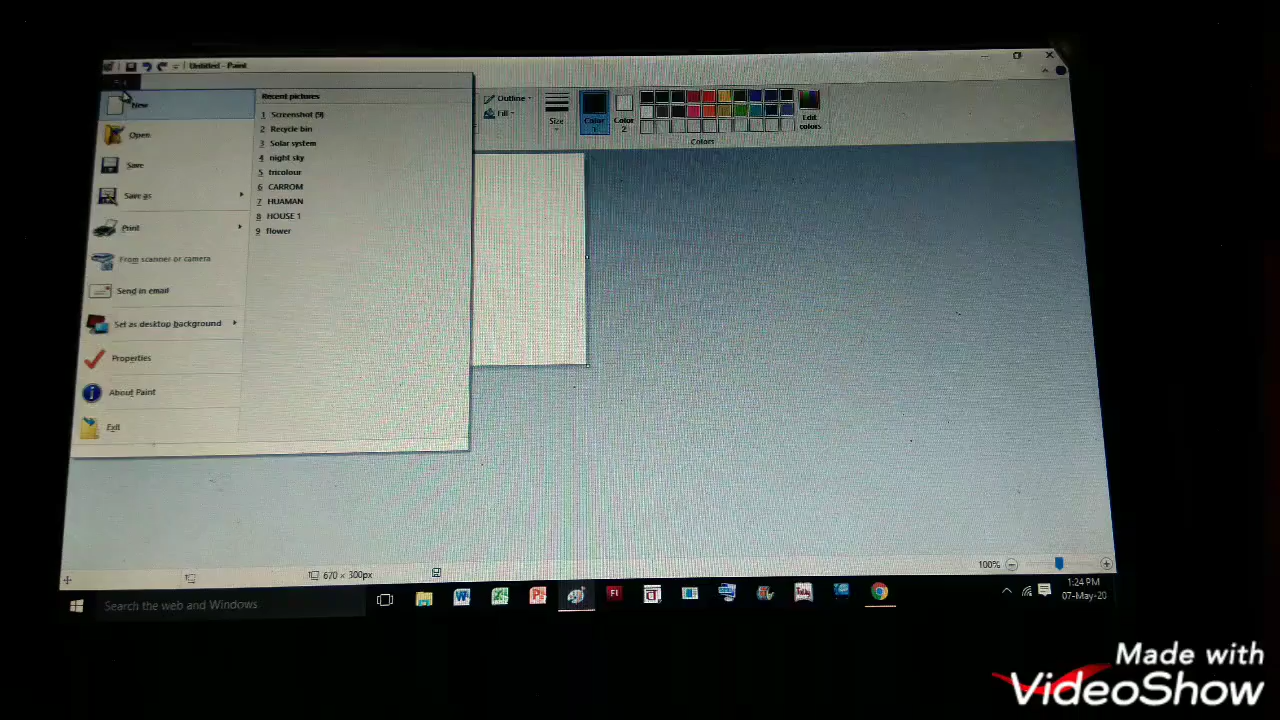 Untitled - Paint
New
Open
Save
Save as
Print
From scanner or camera
Send in email
Set as desktop background
Properties
About Paint
Exit
Recent pictures
1 Screenshot (9)
2 Recycle bin
3 Solar system
4 night sky
5 tricolour
6 CARROM
7 HUAMAN
8 HOUSE 1
9 flower
Outline
Fill
Size
Color 1
Color 2
Edit colors
Colors
670 × 300px
100%
Search the web and Windows
1:24 PM
07-May-20
Made with
VideoShow